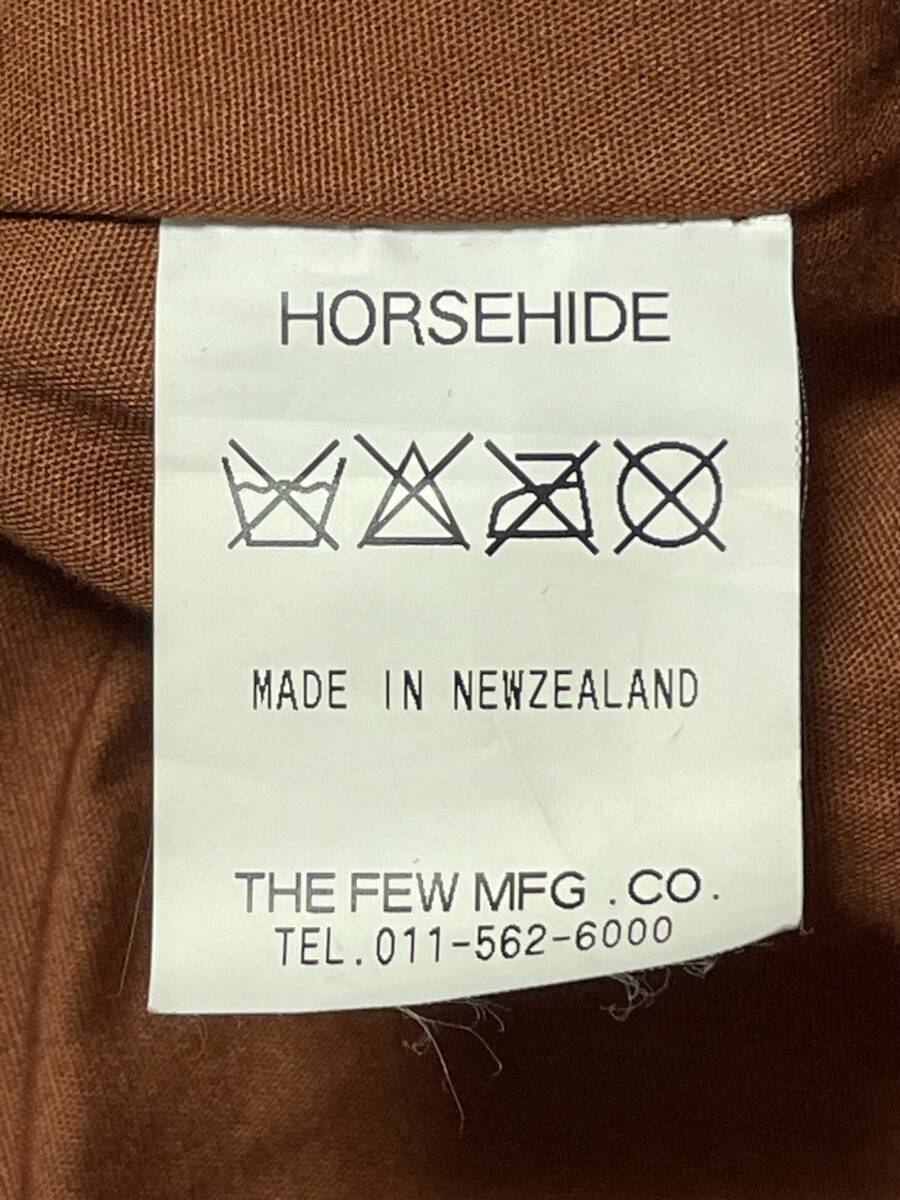 HORSEHIDE
MADE IN NEWZEALAND
THE FEW MFG .CO.
TEL.011-562-6000